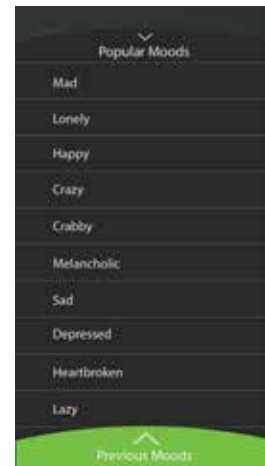 Popular Moods
Mad
Lonely
Happy
Crazy
Crabby
Melancholic
Sad
Depressed
Heartbroken
Lazy
Previous Moods